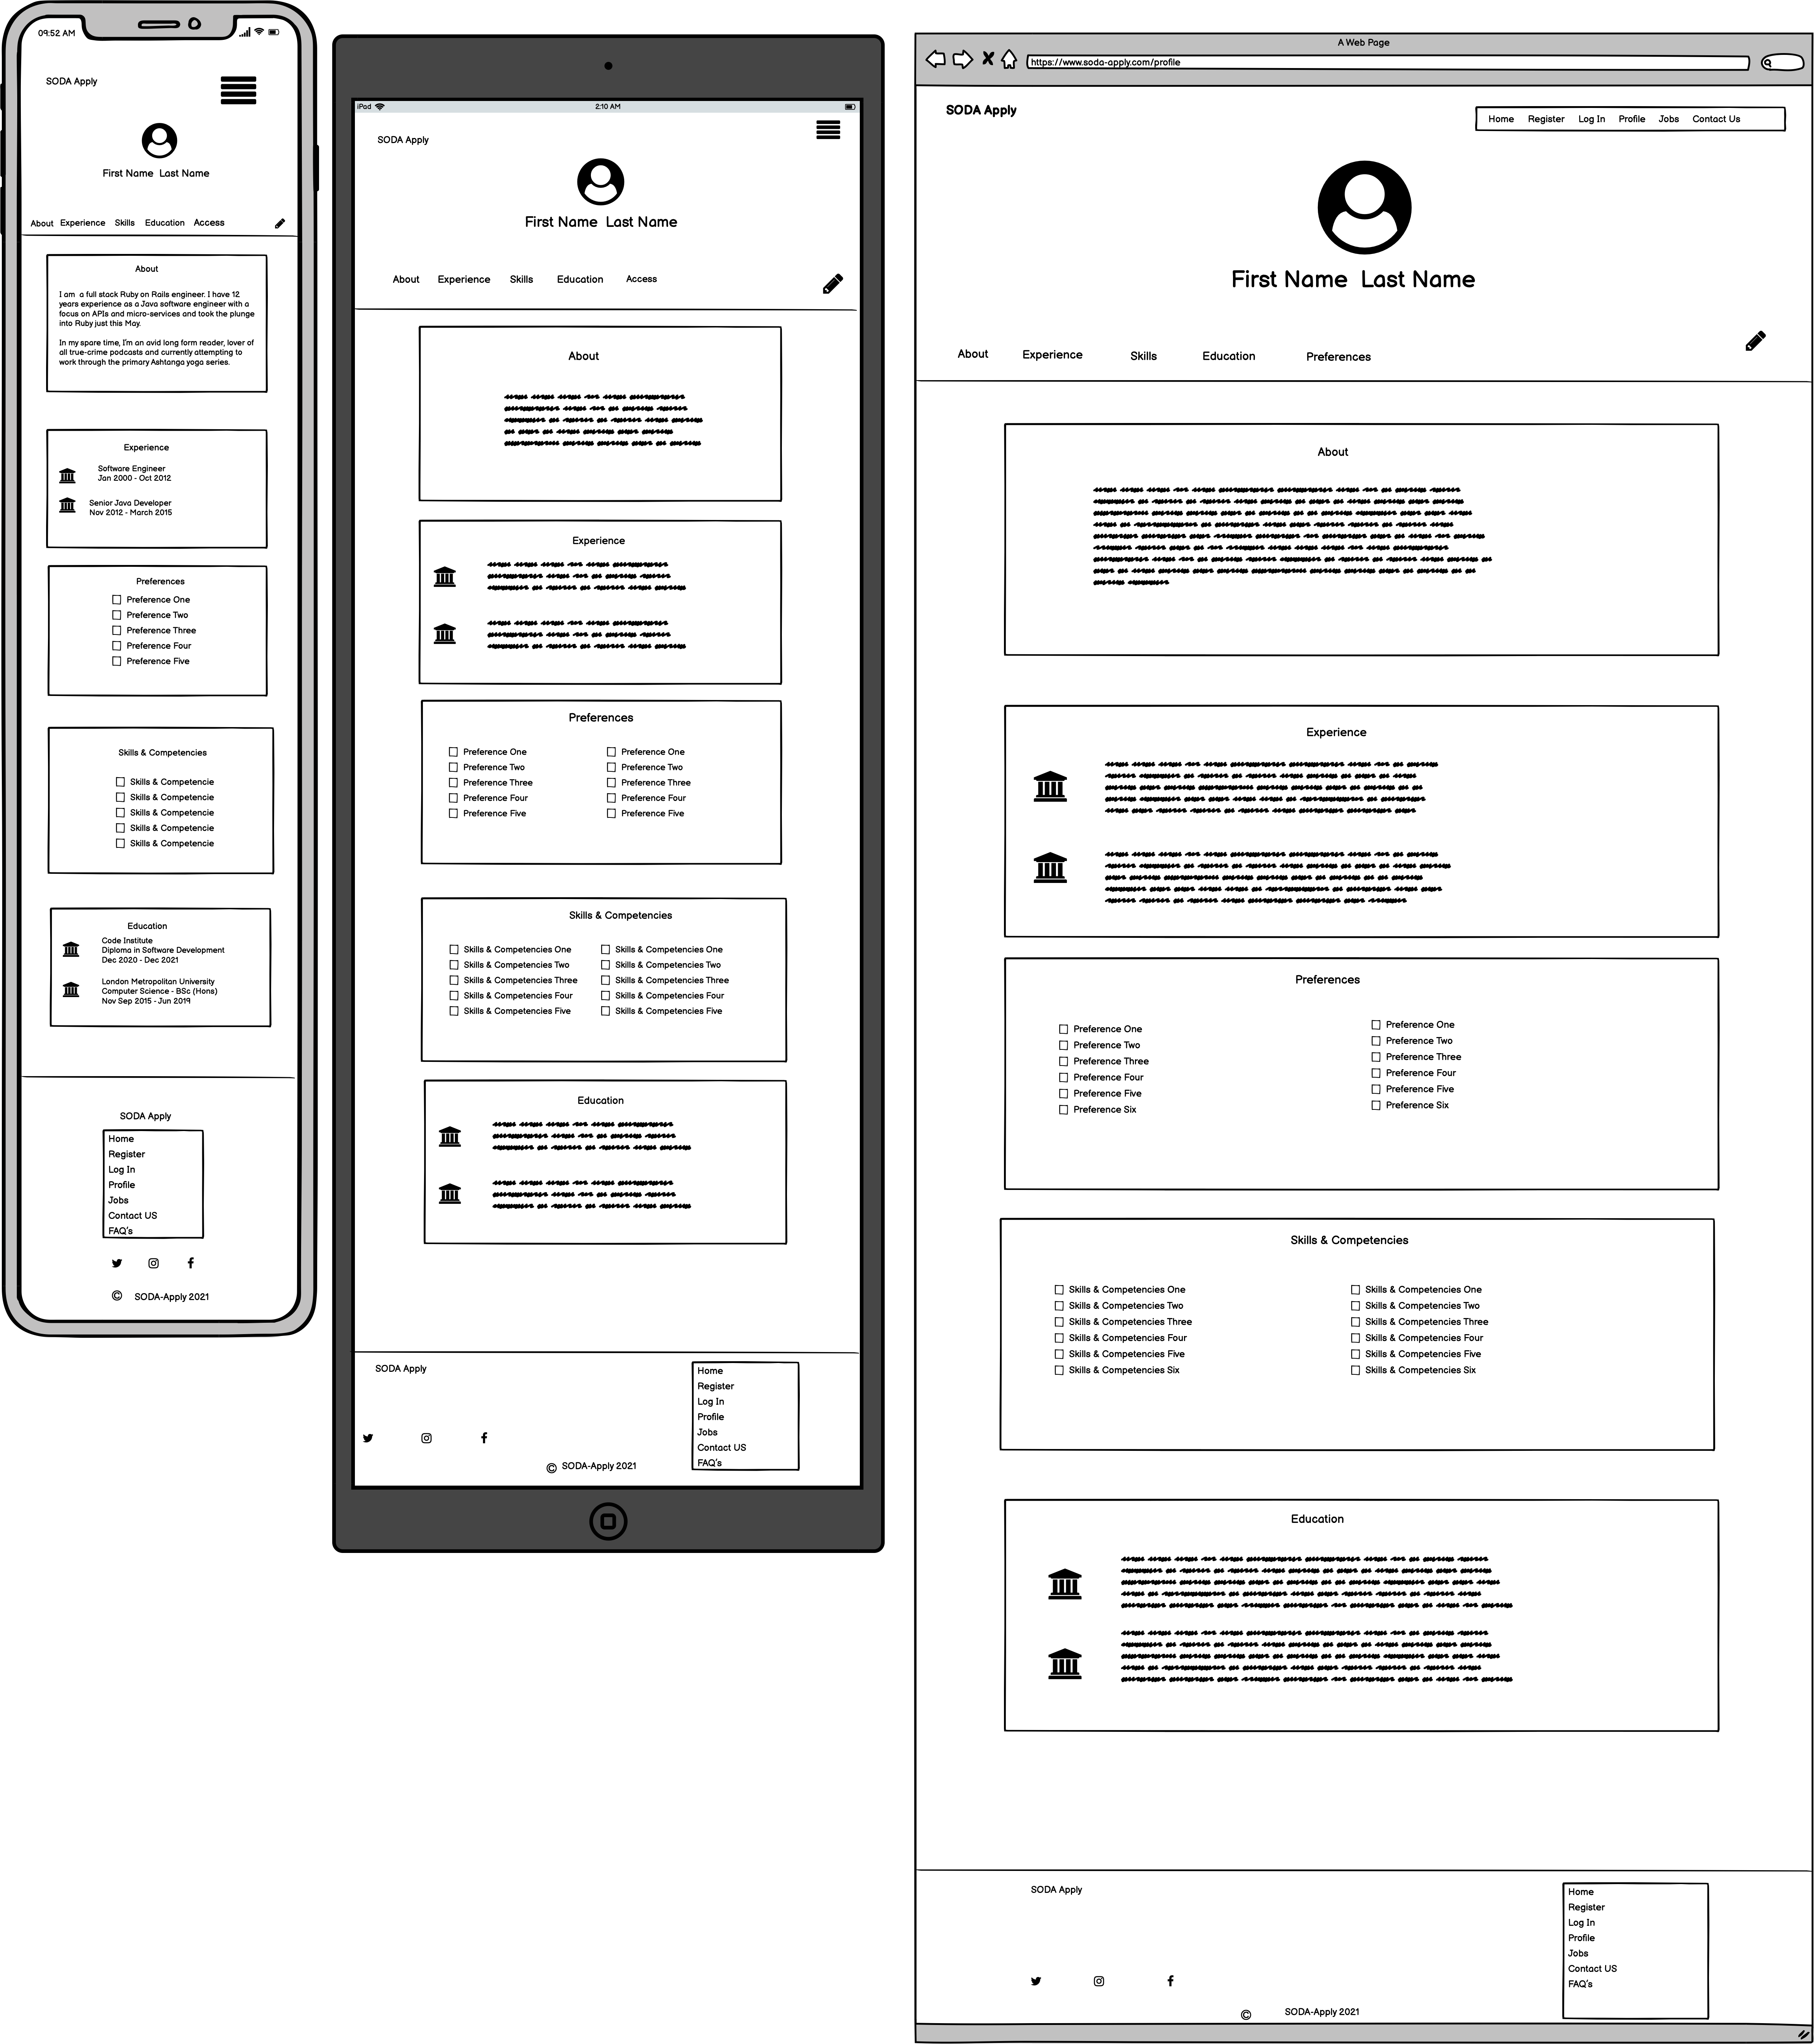 09:52 AM
SODA Apply
First Name Last Name
About Experience Skills Education Access
About
I am a full stack Ruby on Rails engineer. I have 12
years experience as a Java software engineer with a
focus on APIs and micro-services and took the plunge
into Ruby just this May.
In my spare time, I'm an avid long form reader, lover of
all true-crime podcasts and currently attempting to
work through the primary Ashtanga yoga series.
Experience
Software Engineer
Jan 2000 - Oct 2012
Senior Java Developer
Nov 2012 - March 2015
Preferences
Preference One
Preference Two
Preference Three
Preference Four
Preference Five
Skills & Competencies
Skills & Competencie
Skills & Competencie
Skills & Competencie
Skills & Competencie
Skills & Competencie
Education
Code Institute
Diploma in Software Development
Dec 2020 - Dec 2021
London Metropolitan University
Computer Science - BSc (Hons)
Nov Sep 2015 - Jun 2019
SODA Apply
Home
Register
Log In
Profile
Jobs
Contact US
FAQ's
© SODA-Apply 2021
iPad 2:10 AM
SODA Apply
First Name Last Name
About Experience Skills Education Access
About
Experience
Preferences
Preference One Preference One
Preference Two Preference Two
Preference Three Preference Three
Preference Four Preference Four
Preference Five Preference Five
Skills & Competencies
Skills & Competencies One Skills & Competencies One
Skills & Competencies Two Skills & Competencies Two
Skills & Competencies Three Skills & Competencies Three
Skills & Competencies Four Skills & Competencies Four
Skills & Competencies Five Skills & Competencies Five
Education
SODA Apply
Home
Register
Log In
Profile
Jobs
Contact US
FAQ's
© SODA-Apply 2021
A Web Page
https://www.soda-apply.com/profile
SODA Apply
Home Register Log In Profile Jobs Contact Us
First Name Last Name
About Experience Skills Education Preferences
About
Experience
Preferences
Preference One Preference One
Preference Two Preference Two
Preference Three Preference Three
Preference Four Preference Four
Preference Five Preference Five
Preference Six Preference Six
Skills & Competencies
Skills & Competencies One Skills & Competencies One
Skills & Competencies Two Skills & Competencies Two
Skills & Competencies Three Skills & Competencies Three
Skills & Competencies Four Skills & Competencies Four
Skills & Competencies Five Skills & Competencies Five
Skills & Competencies Six Skills & Competencies Six
Education
SODA Apply
Home
Register
Log In
Profile
Jobs
Contact US
FAQ's
© SODA-Apply 2021